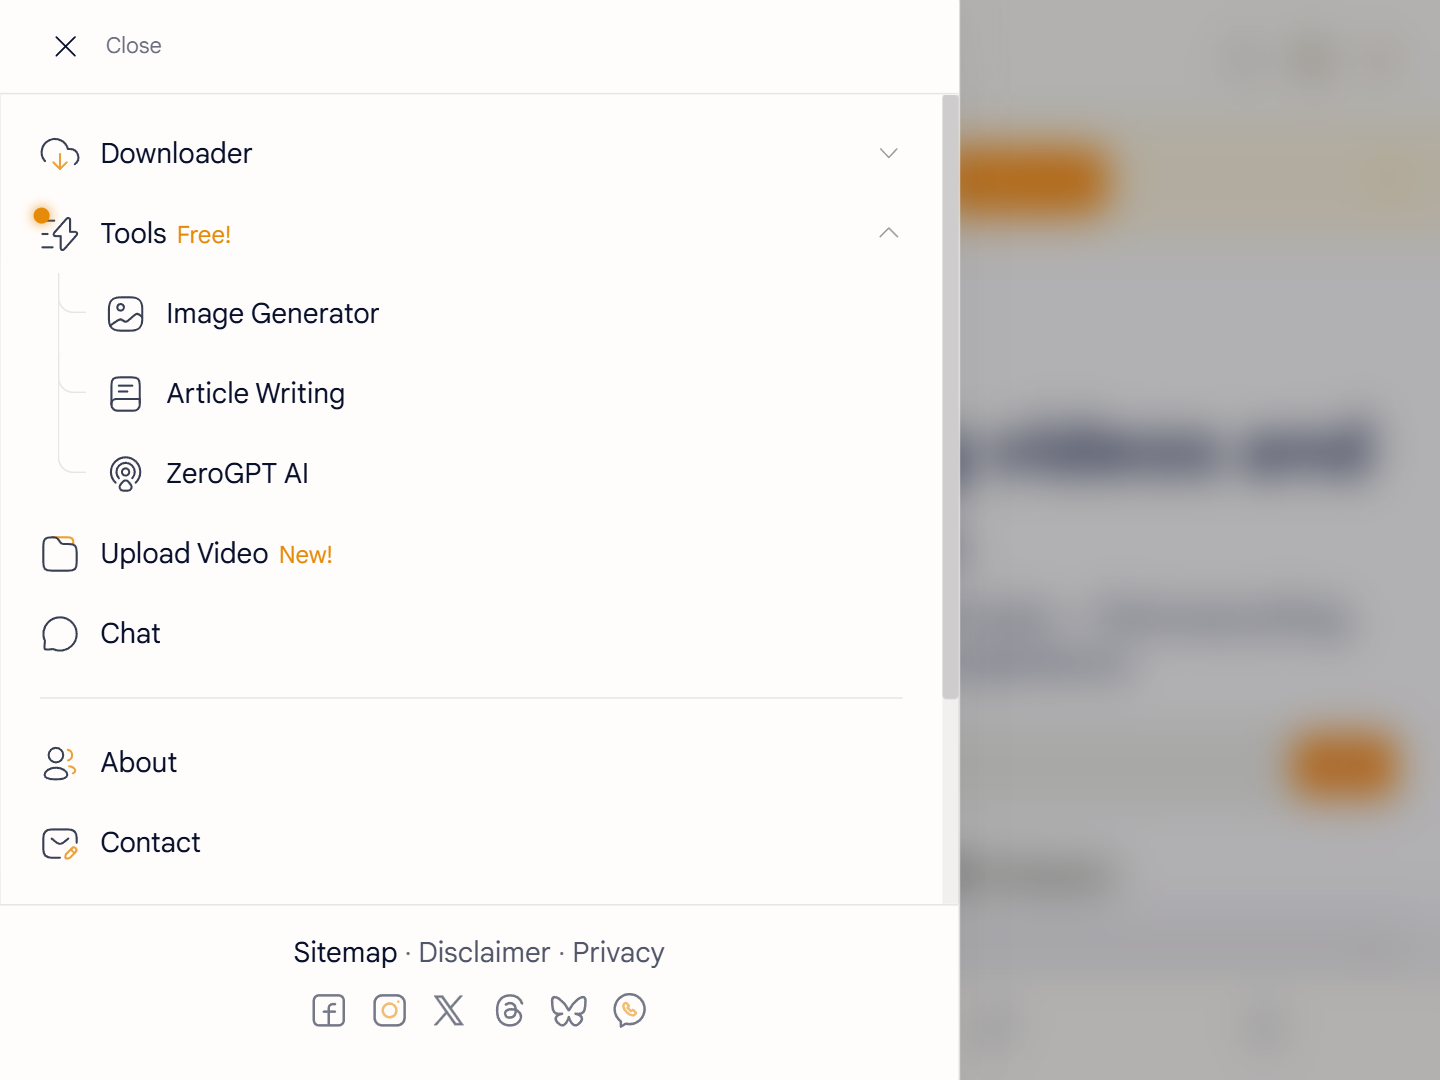 Close
Downloader
Tools Free!
Image Generator
Article Writing
ZeroGPT AI
Upload Video New!
Chat
About
Contact
Sitemap · Disclaimer · Privacy